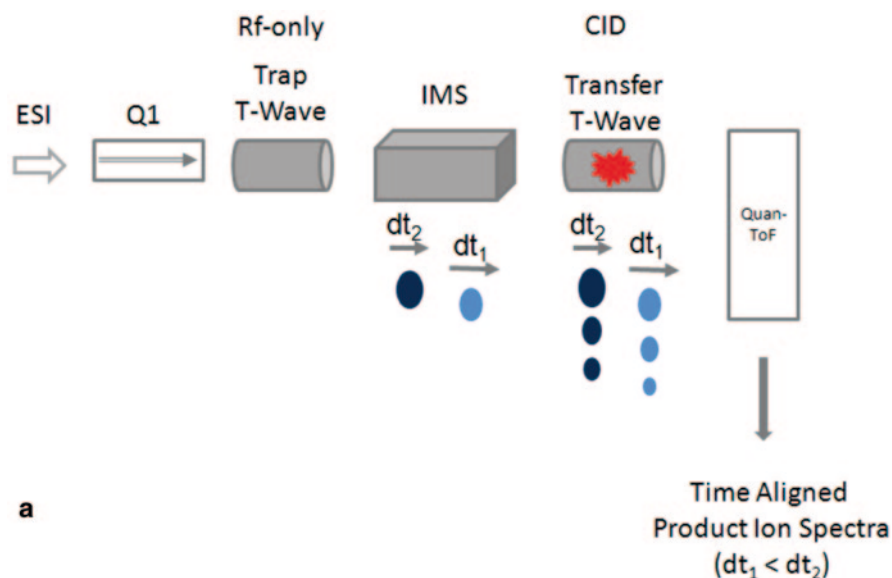 Rf-only
CID
Trap
T-Wave
IMS
Transfer
T-Wave
ESI
Q1
dt₂
dt₁
dt₂
dt₁
Quan-
ToF
a
Time Aligned
Product Ion Spectra
(dt₁ < dt₂)